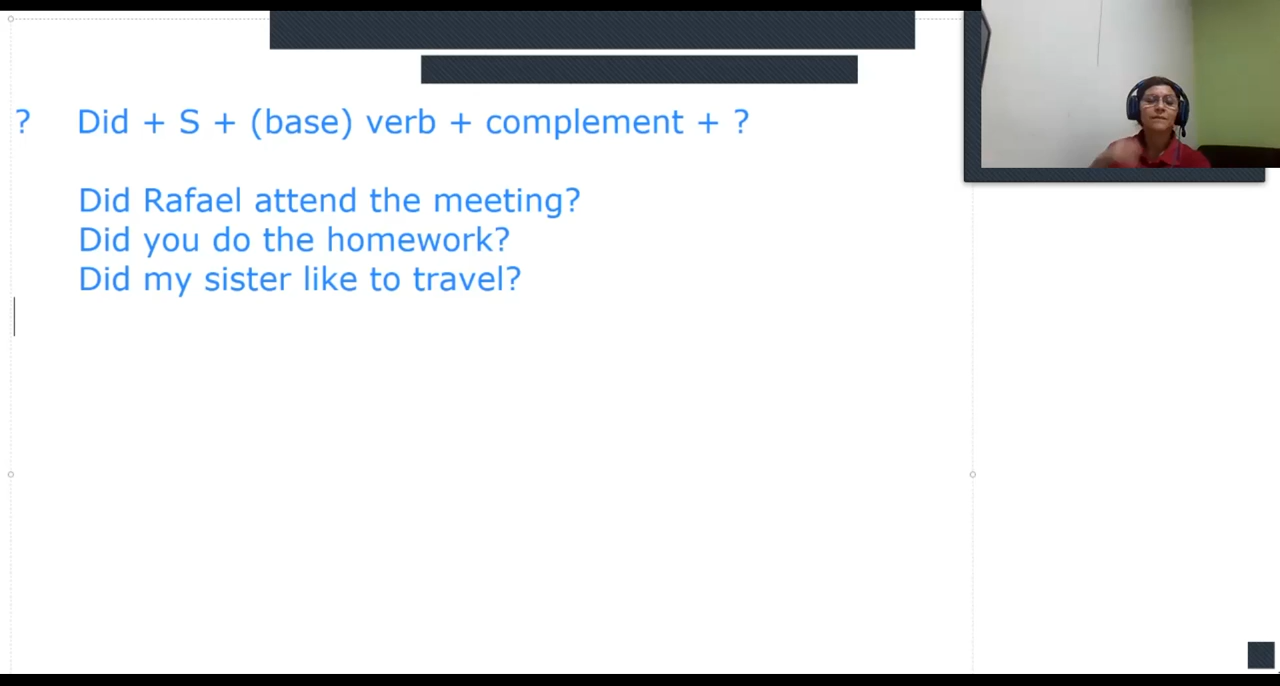 ? Did + S + (base) verb + complement + ?
Did Rafael attend the meeting?
Did you do the homework?
Did my sister like to travel?